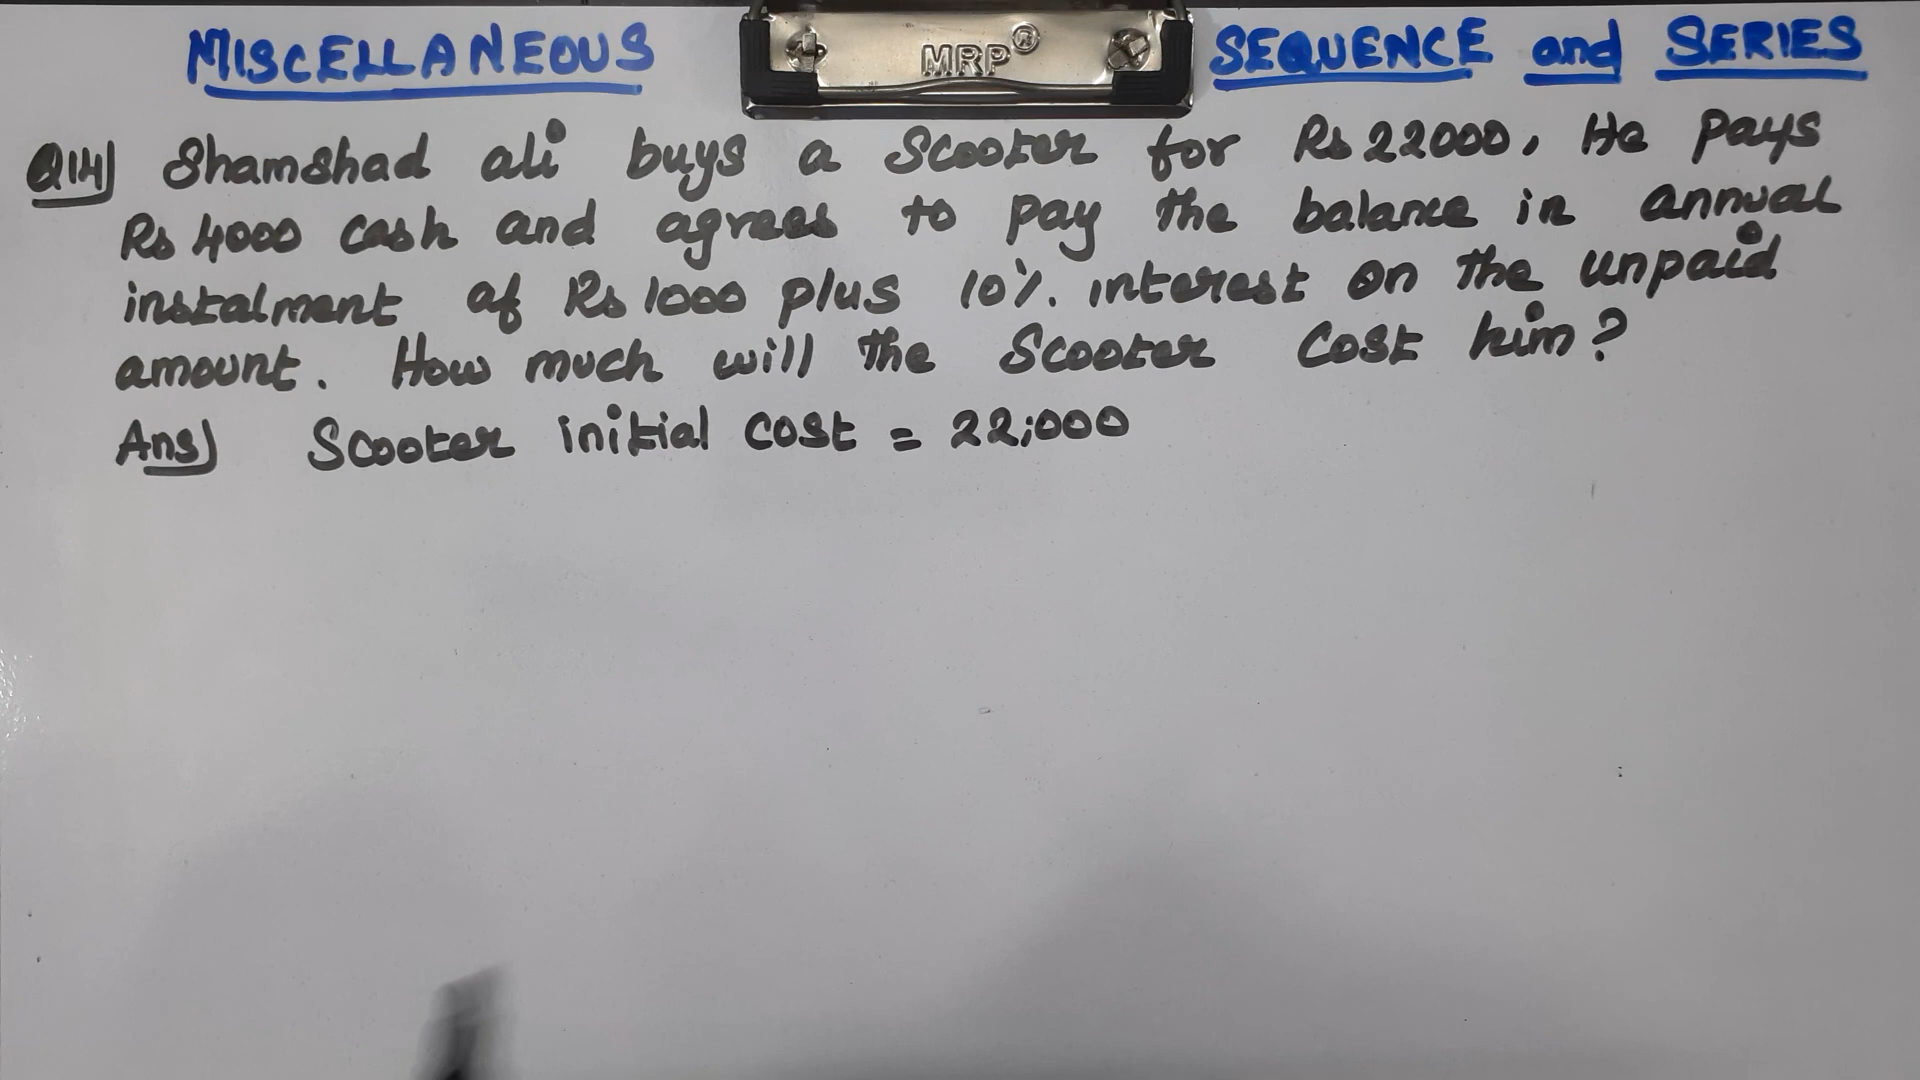 MISCELLANEOUS
MRP®
SEQUENCE and SERIES
Q14) Shamshad ali buys a Scooter for Rs 22000. He pays
Rs 4000 cash and agrees to pay the balance in annual
instalment of Rs 1000 plus 10%. interest on the unpaid
amount. How much will the Scooter Cost him?
Ans) Scooter initial cost = 22,000